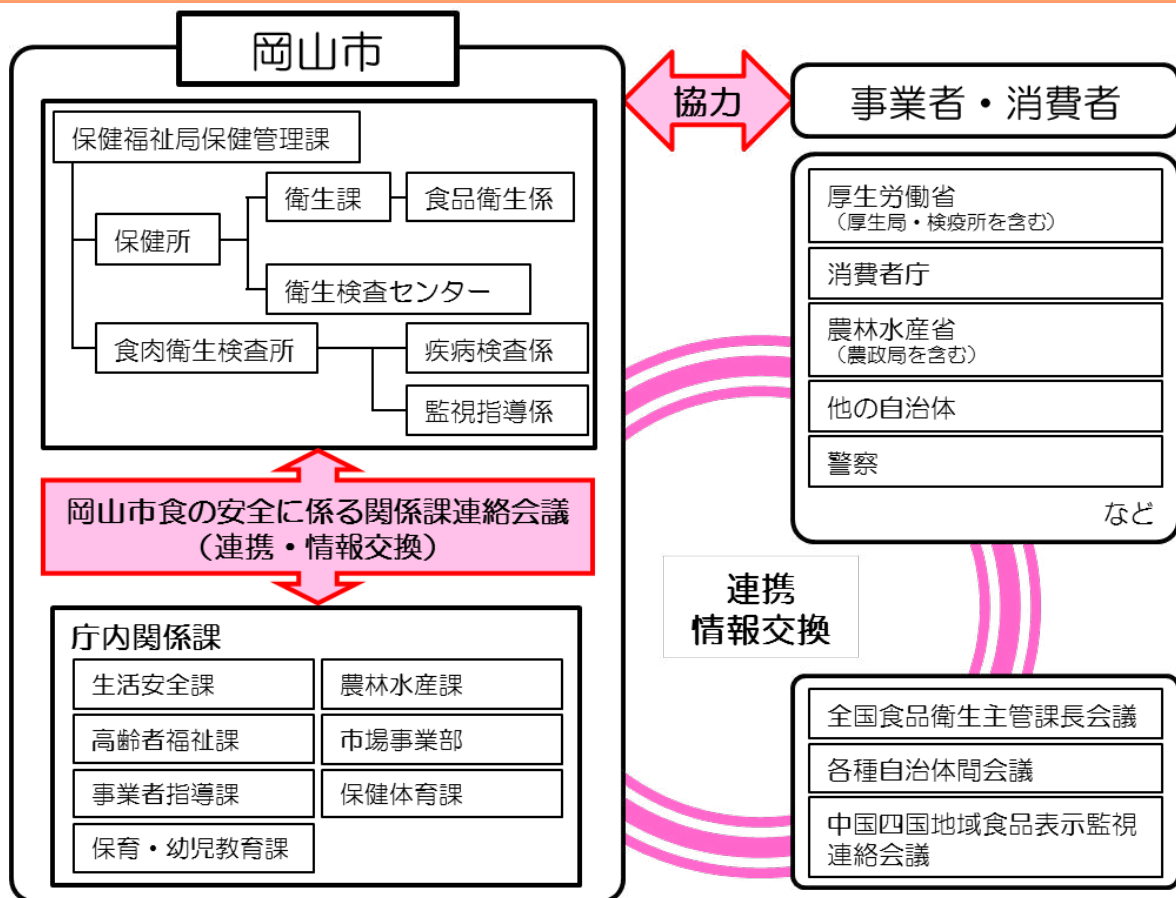 岡山市
保健福祉局保健管理課
保健所
衛生課
食品衛生係
衛生検査センター
食肉衛生検査所
疾病検査係
監視指導係
岡山市食の安全に係る関係課連絡会議
（連携・情報交換）
庁内関係課
生活安全課
農林水産課
高齢者福祉課
市場事業部
事業者指導課
保健体育課
保育・幼児教育課
協力
事業者・消費者
厚生労働省
（厚生局・検疫所を含む）
消費者庁
農林水産省
（農政局を含む）
他の自治体
警察
など
連携
情報交換
全国食品衛生主管課長会議
各種自治体間会議
中国四国地域食品表示監視
連絡会議